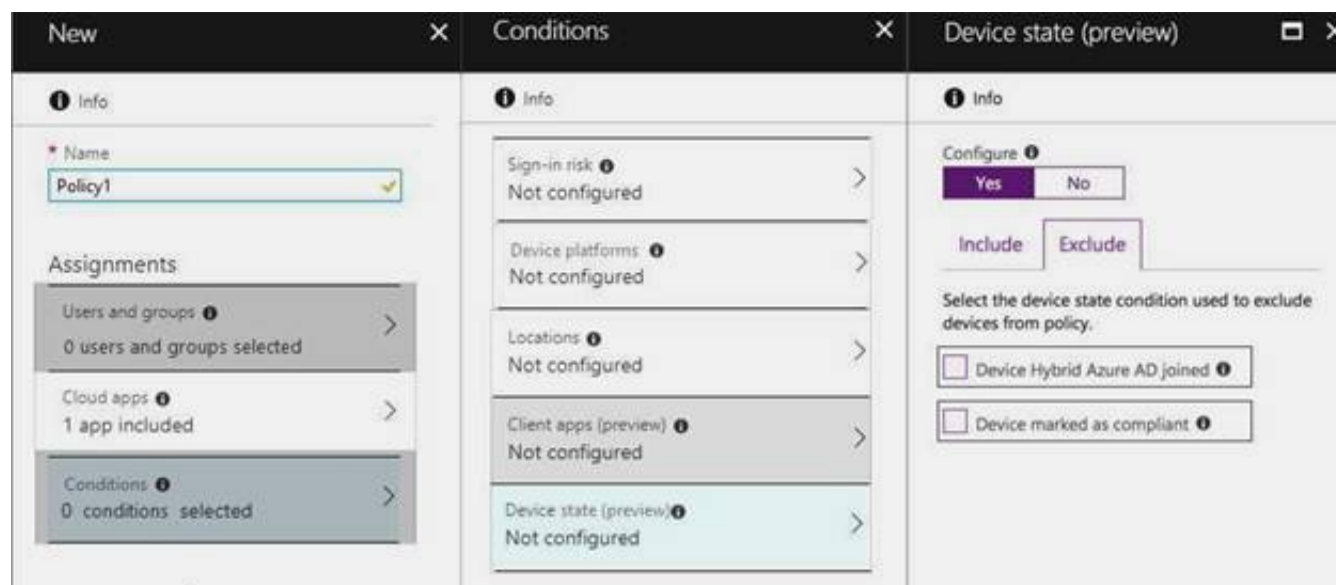 New
Info
* Name
Policy1
Assignments
Users and groups
0 users and groups selected
Cloud apps
1 app included
Conditions
0 conditions selected
Conditions
Info
Sign-in risk
Not configured
Device platforms
Not configured
Locations
Not configured
Client apps (preview)
Not configured
Device state (preview)
Not configured
Device state (preview)
Info
Configure
Yes No
Include Exclude
Select the device state condition used to exclude
devices from policy.
Device Hybrid Azure AD joined
Device marked as compliant